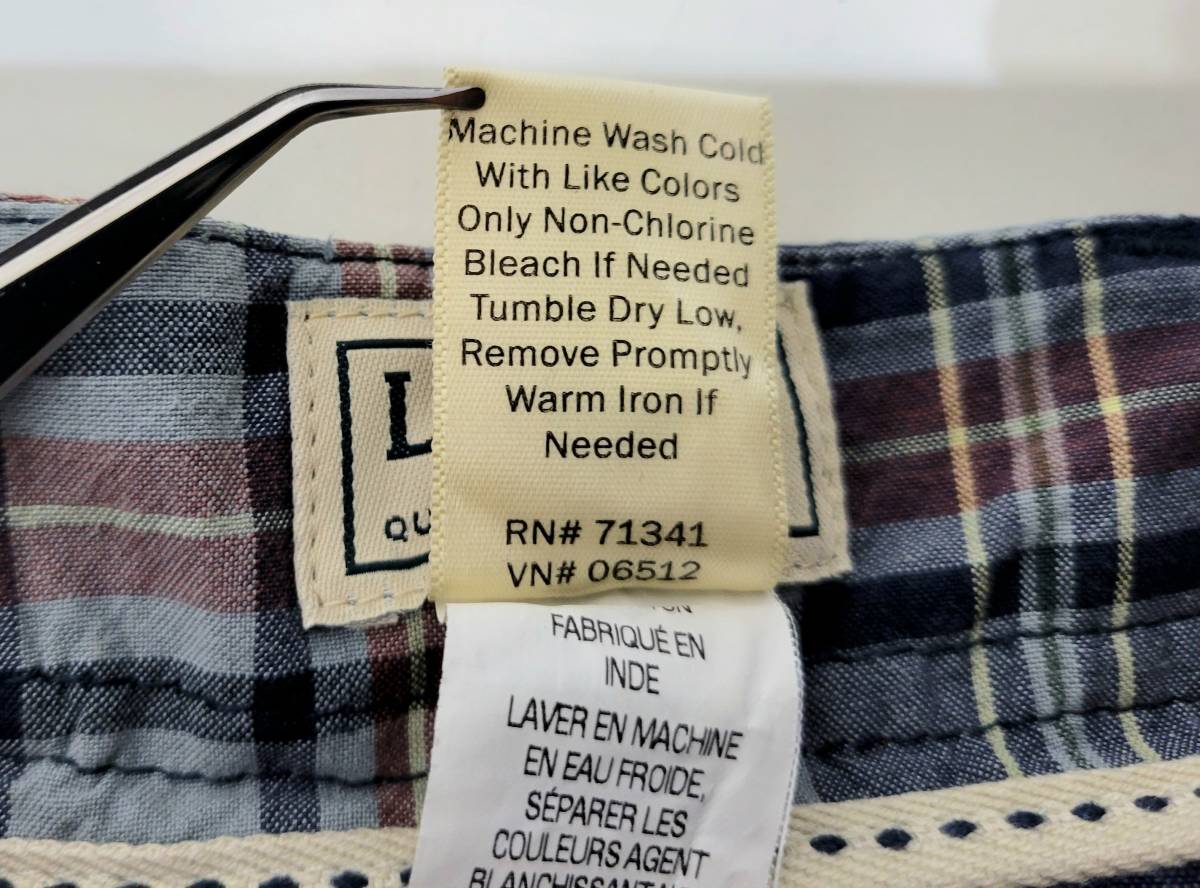 Machine Wash Cold
With Like Colors
Only Non-Chlorine
Bleach If Needed
Tumble Dry Low,
Remove Promptly
Warm Iron If
Needed
RN# 71341
VN# 06512
L
QU
FABRIQUÉ EN
INDE
LAVER EN MACHINE
EN EAU FROIDE,
SÉPARER LES
COULEURS AGENT
BLANCHISSANT